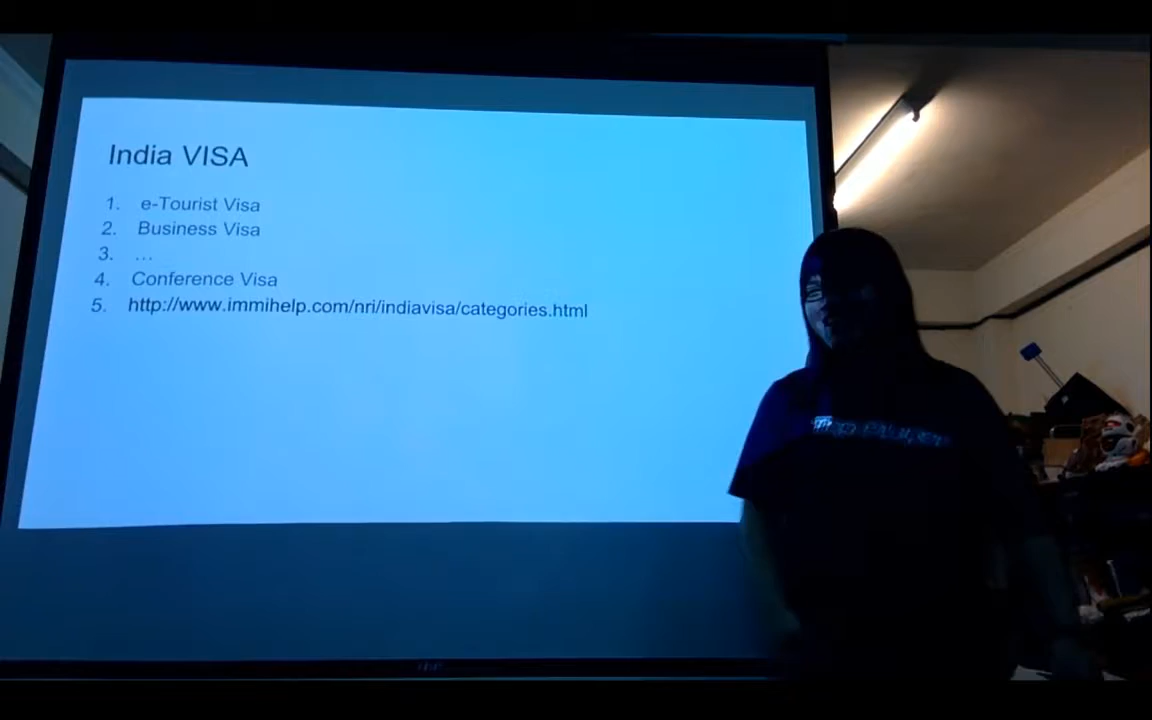 India VISA
1. e-Tourist Visa
2. Business Visa
3. ...
4. Conference Visa
5. http://www.immihelp.com/nri/indiavisa/categories.html